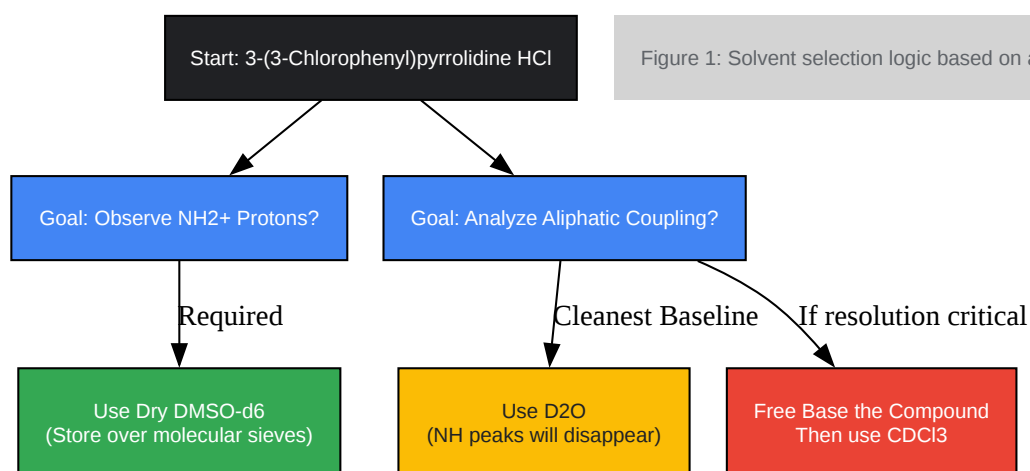 Start: 3-(3-Chlorophenyl)pyrrolidine HCl
Figure 1: Solvent selection logic based on
Goal: Observe NH2+ Protons?
Goal: Analyze Aliphatic Coupling?
Required
Cleanest Baseline
If resolution critical
Use Dry DMSO-d6
(Store over molecular sieves)
Use D2O
(NH peaks will disappear)
Free Base the Compound
Then use CDCl3